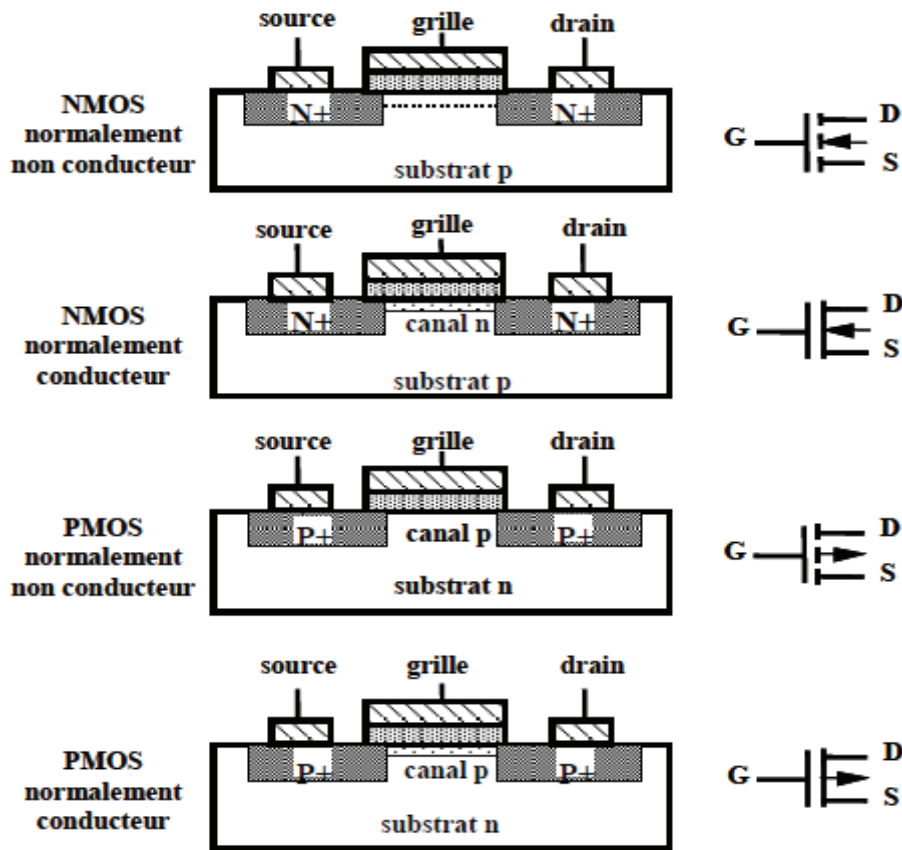 source grille drain
NMOS
normalement
non conducteur
N+ N+
substrat p
G D
S
source grille drain
NMOS
normalement
conducteur
N+ canal n N+
substrat p
G D
S
source grille drain
PMOS
normalement
non conducteur
P+ canal p P+
substrat n
G D
S
source grille drain
PMOS
normalement
conducteur
P+ canal p P+
substrat n
G D
S